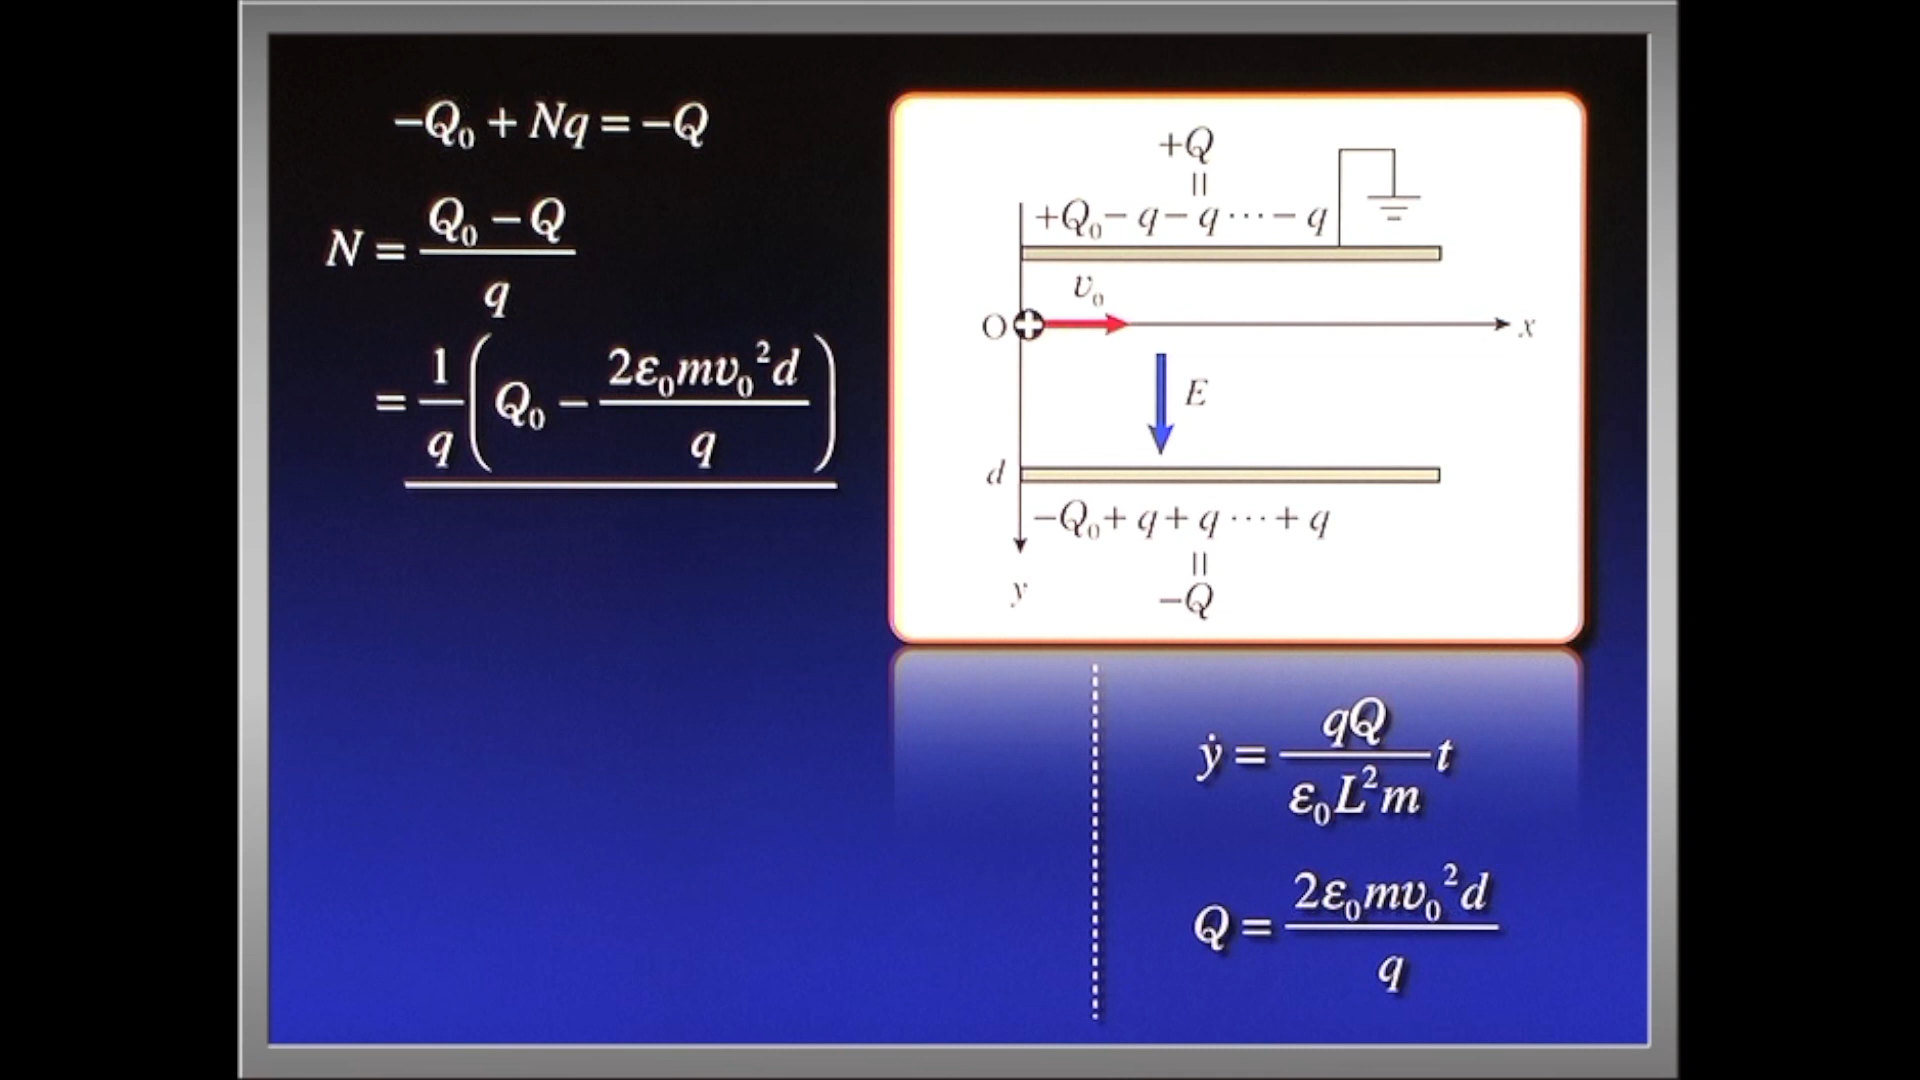 −Q₀ + Nq = −Q
N = (Q₀ − Q) / q
= (1/q) (Q₀ − (2ε₀mv₀²d) / q)
+Q
=
+Q₀ − q − q ⋯ − q
v₀
O
x
E
d
−Q₀ + q + q ⋯ + q
=
−Q
y
ẏ = (qQ / ε₀L²m) t
Q = (2ε₀mv₀²d) / q